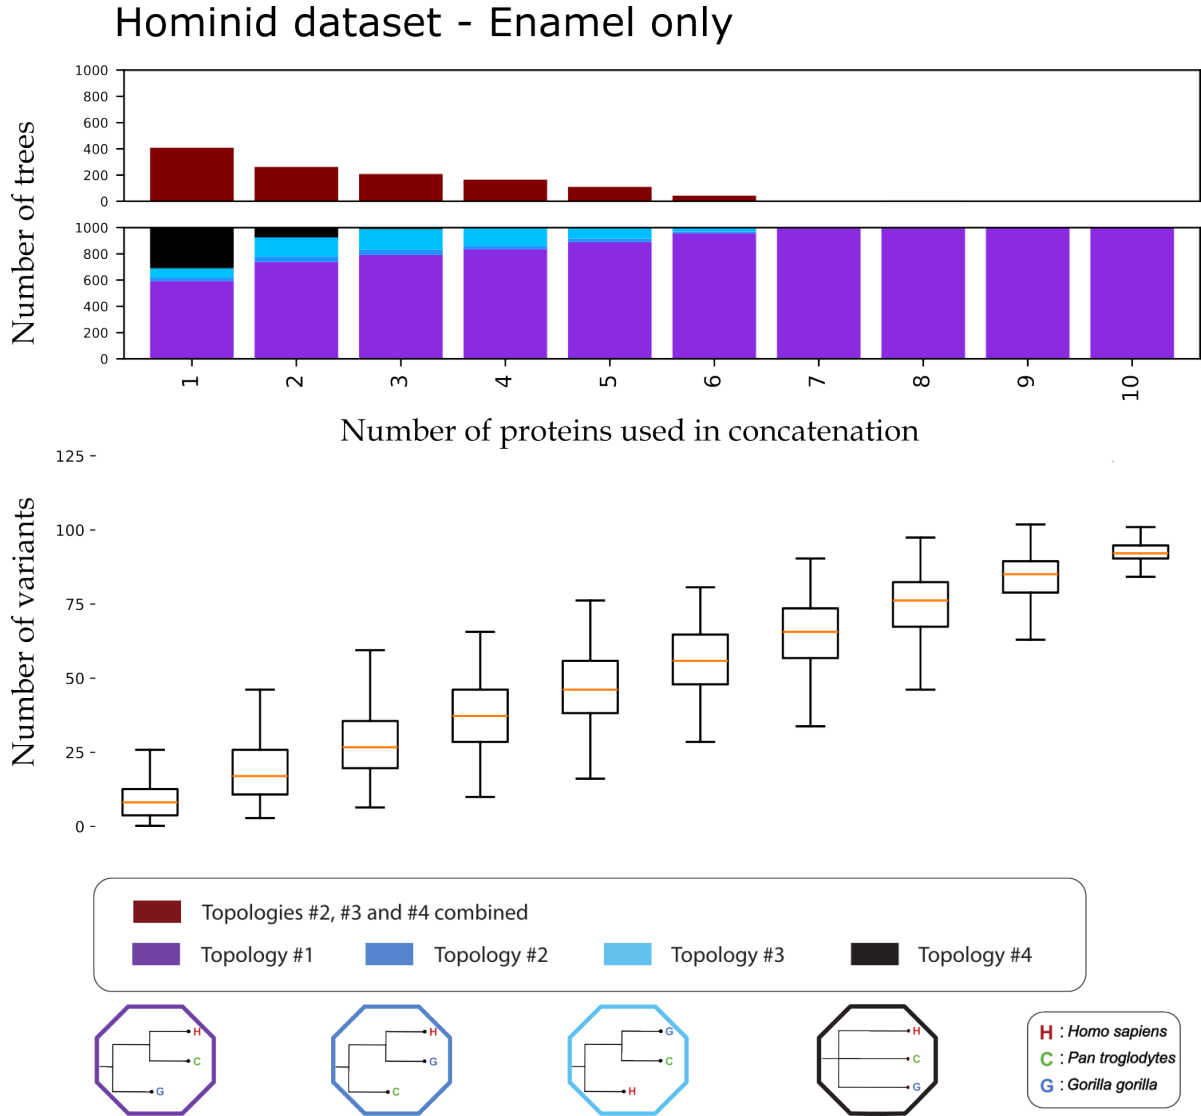 Hominid dataset - Enamel only
Number of trees
1000
800
600
400
200
0
1000
800
600
400
200
0
1 2 3 4 5 6 7 8 9 10
Number of proteins used in concatenation
Number of variants
125
100
75
50
25
0
Topologies #2, #3 and #4 combined
Topology #1 Topology #2 Topology #3 Topology #4
H H G H
C G C C
G C H G
H : Homo sapiens
C : Pan troglodytes
G : Gorilla gorilla